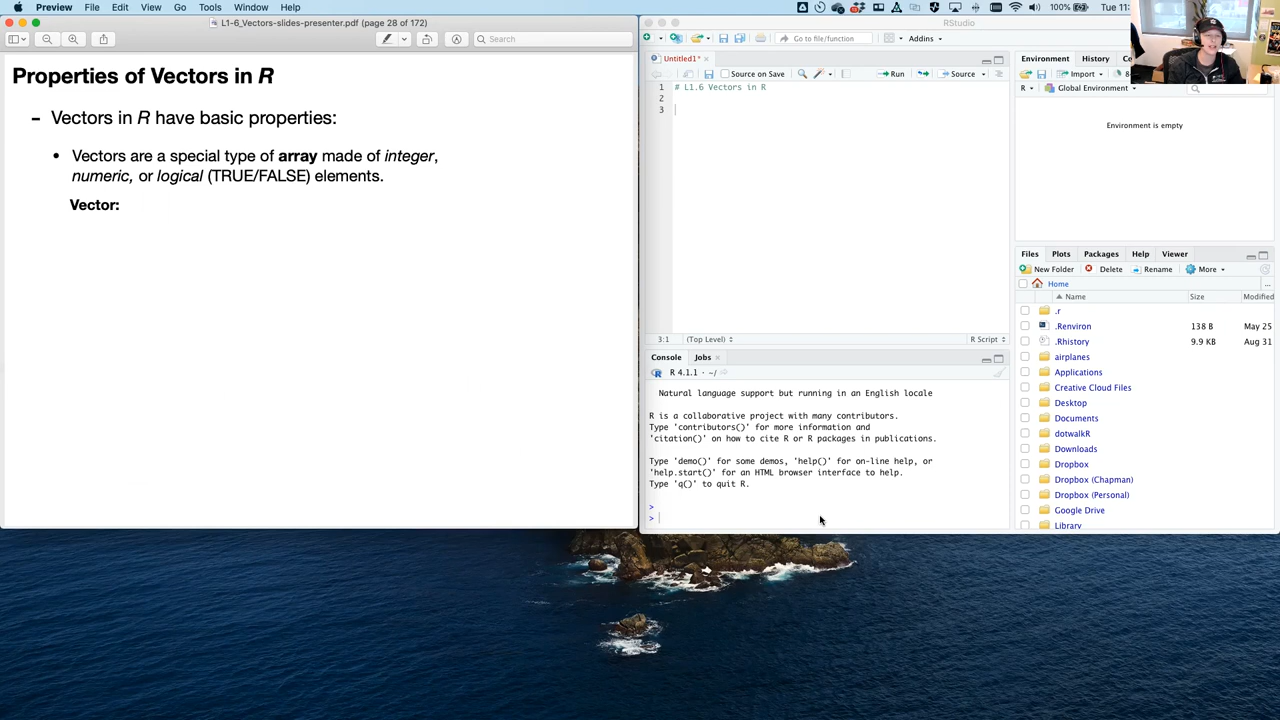 Preview File Edit View Go Tools Window Help
100% Tue 11:
L1-6_Vectors-slides-presenter.pdf (page 28 of 172)
Search
Properties of Vectors in R
– Vectors in R have basic properties:
• Vectors are a special type of array made of integer,
numeric, or logical (TRUE/FALSE) elements.
Vector:
RStudio
Go to file/function Addins
Untitled1*
Source on Save Run Source
1 # L1.6 Vectors in R
2
3
3:1 (Top Level) R Script
Console Jobs
R 4.1.1 · ~/
Natural language support but running in an English locale
R is a collaborative project with many contributors.
Type 'contributors()' for more information and
'citation()' on how to cite R or R packages in publications.
Type 'demo()' for some demos, 'help()' for on-line help, or
'help.start()' for an HTML browser interface to help.
Type 'q()' to quit R.
>
>
Environment History Co
Import
R Global Environment
Environment is empty
Files Plots Packages Help Viewer
New Folder Delete Rename More
Home
Name Size Modified
.r
.Renviron 138 B May 25
.Rhistory 9.9 KB Aug 31
airplanes
Applications
Creative Cloud Files
Desktop
Documents
dotwalkR
Downloads
Dropbox
Dropbox (Chapman)
Dropbox (Personal)
Google Drive
Library